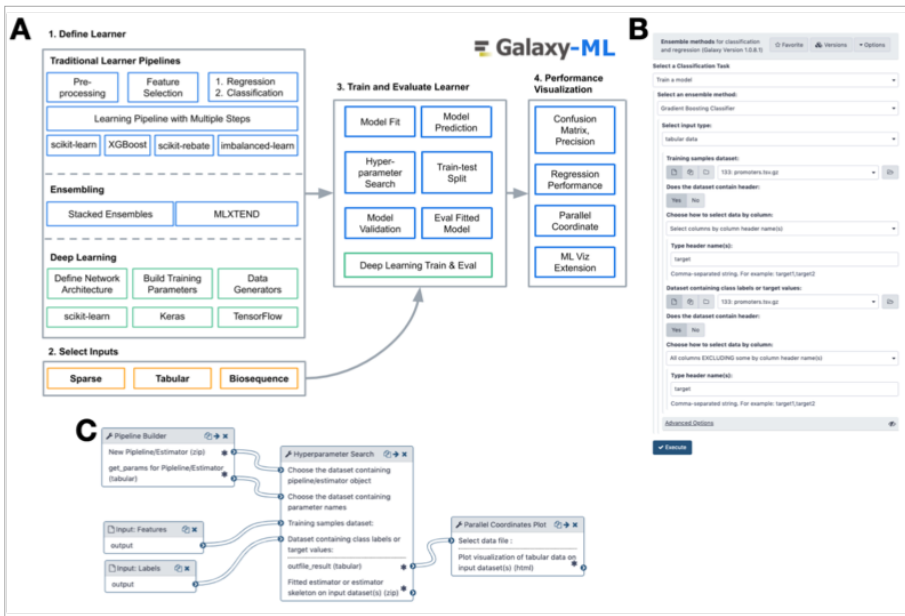 A
1. Define Learner
Galaxy-ML
Traditional Learner Pipelines
Pre-
processing
Feature
Selection
1. Regression
2. Classification
Learning Pipeline with Multiple Steps
scikit-learn
XGBoost
scikit-rebate
imbalanced-learn
Ensembling
Stacked Ensembles
MLXTEND
Deep Learning
Define Network
Architecture
Build Training
Parameters
Data
Generators
scikit-learn
Keras
TensorFlow
2. Select Inputs
Sparse
Tabular
Biosequence
3. Train and Evaluate Learner
Model Fit
Model
Prediction
Hyper-
parameter
Search
Train-test
Split
Model
Validation
Eval Fitted
Model
Deep Learning Train & Eval
4. Performance
Visualization
Confusion
Matrix,
Precision
Regression
Performance
Parallel
Coordinate
ML Viz
Extension
B
Ensemble methods for classification
and regression (Galaxy Version 1.0.8.1)
Favorite
Versions
Options
Select a Classification Task
Train a model
Select an ensemble method:
Gradient Boosting Classifier
Select input type:
tabular data
Training samples dataset:
133: promoters.tsv.gz
Does the dataset contain header:
Yes No
Choose how to select data by column:
Select columns by column header name(s)
Type header name(s):
target
Comma-separated string. For example: target1,target2
Dataset containing class labels or target values:
133: promoters.tsv.gz
Does the dataset contain header:
Yes No
Choose how to select data by column:
All columns EXCLUDING some by column header name(s)
Type header name(s):
target
Comma-separated string. For example: target1,target2
Advanced Options
Execute
C
Pipeline Builder
New Pipleline/Estimator (zip)
get_params for Pipleline/Estimator
(tabular)
Input: Features
output
Input: Labels
output
Hyperparameter Search
Choose the dataset containing
pipeline/estimator object
Choose the dataset containing
parameter names
Training samples dataset:
Dataset containing class labels or
target values:
outfile_result (tabular)
Fitted estimator or estimator
skeleton on input dataset(s) (zip)
Parallel Coordinates Plot
Select data file :
Plot visualization of tabular data on
input dataset(s) (html)